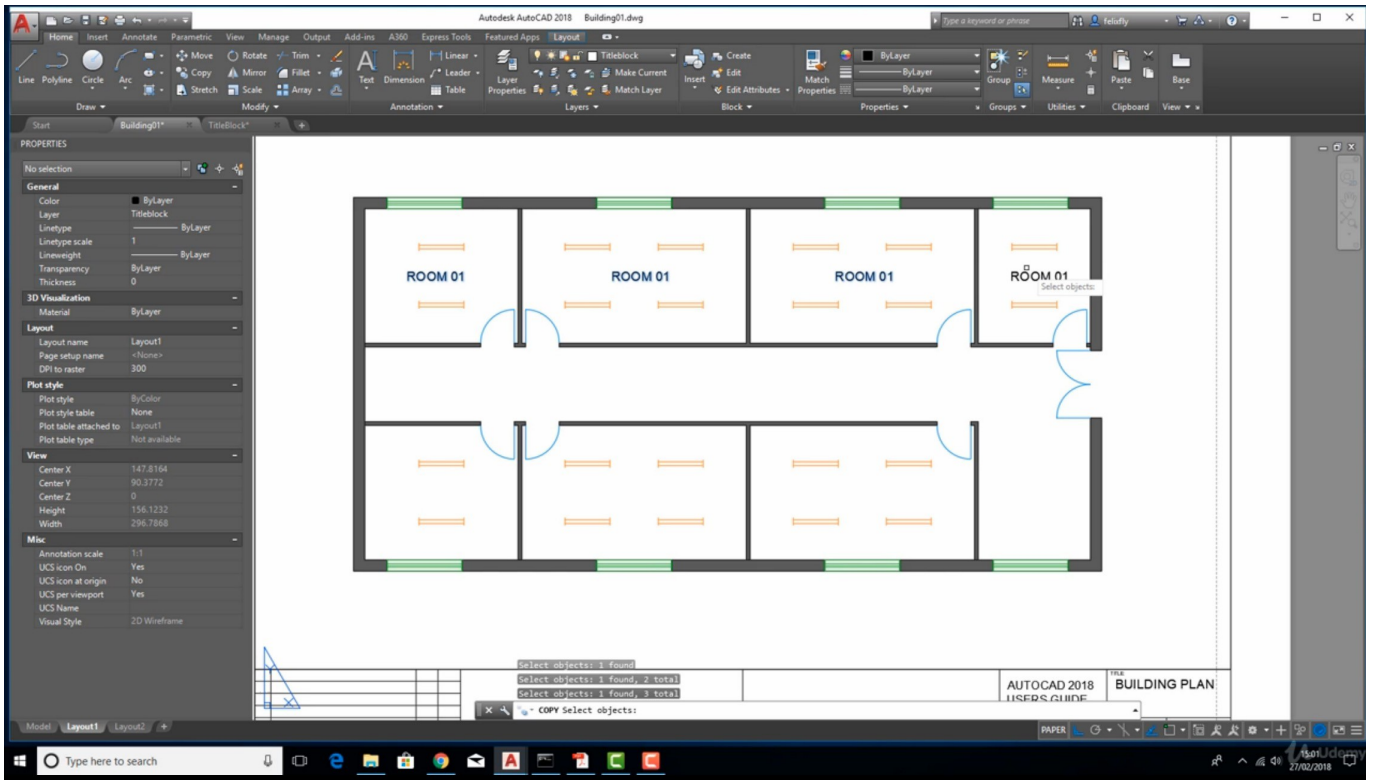 Autodesk AutoCAD 2018 Building01.dwg
Type a keyword or phrase
feliofly
Home Insert Annotate Parametric View Manage Output Add-ins A360 Express Tools Featured Apps Layout
Move Rotate Trim
Linear
Titleblock
Create
ByLayer
Copy Mirror Fillet
Leader
Make Current
Edit
ByLayer
Line Polyline Circle Arc
Text Dimension
Layer Properties
Insert
Match Properties
Group
Measure
Paste
Base
Stretch Scale Array
Table
Match Layer
Edit Attributes
ByLayer
Draw Modify Annotation Layers Block Properties Groups Utilities Clipboard View
Start Building01* TitleBlock*
PROPERTIES
No selection
General
Color ByLayer
Layer Titleblock
Linetype ByLayer
Linetype scale 1
Lineweight ByLayer
Transparency ByLayer
Thickness 0
3D Visualization
Material ByLayer
Layout
Layout name Layout1
Page setup name <None>
DPI to raster 300
Plot style
Plot style ByColor
Plot style table None
Plot table attached to Layout1
Plot table type Not available
View
Center X 147.8164
Center Y 90.3772
Center Z 0
Height 156.1232
Width 296.7868
Misc
Annotation scale 1:1
UCS icon On Yes
UCS icon at origin No
UCS per viewport Yes
UCS Name
Visual Style 2D Wireframe
ROOM 01 ROOM 01 ROOM 01 ROOM 01
Select objects:
Select objects: 1 found
Select objects: 1 found, 2 total
Select objects: 1 found, 3 total
COPY Select objects:
AUTOCAD 2018
USERS GUIDE
TITLE
BUILDING PLAN
Y
X
Model Layout1 Layout2
PAPER
Type here to search
15:01
27/02/2018
Udemy